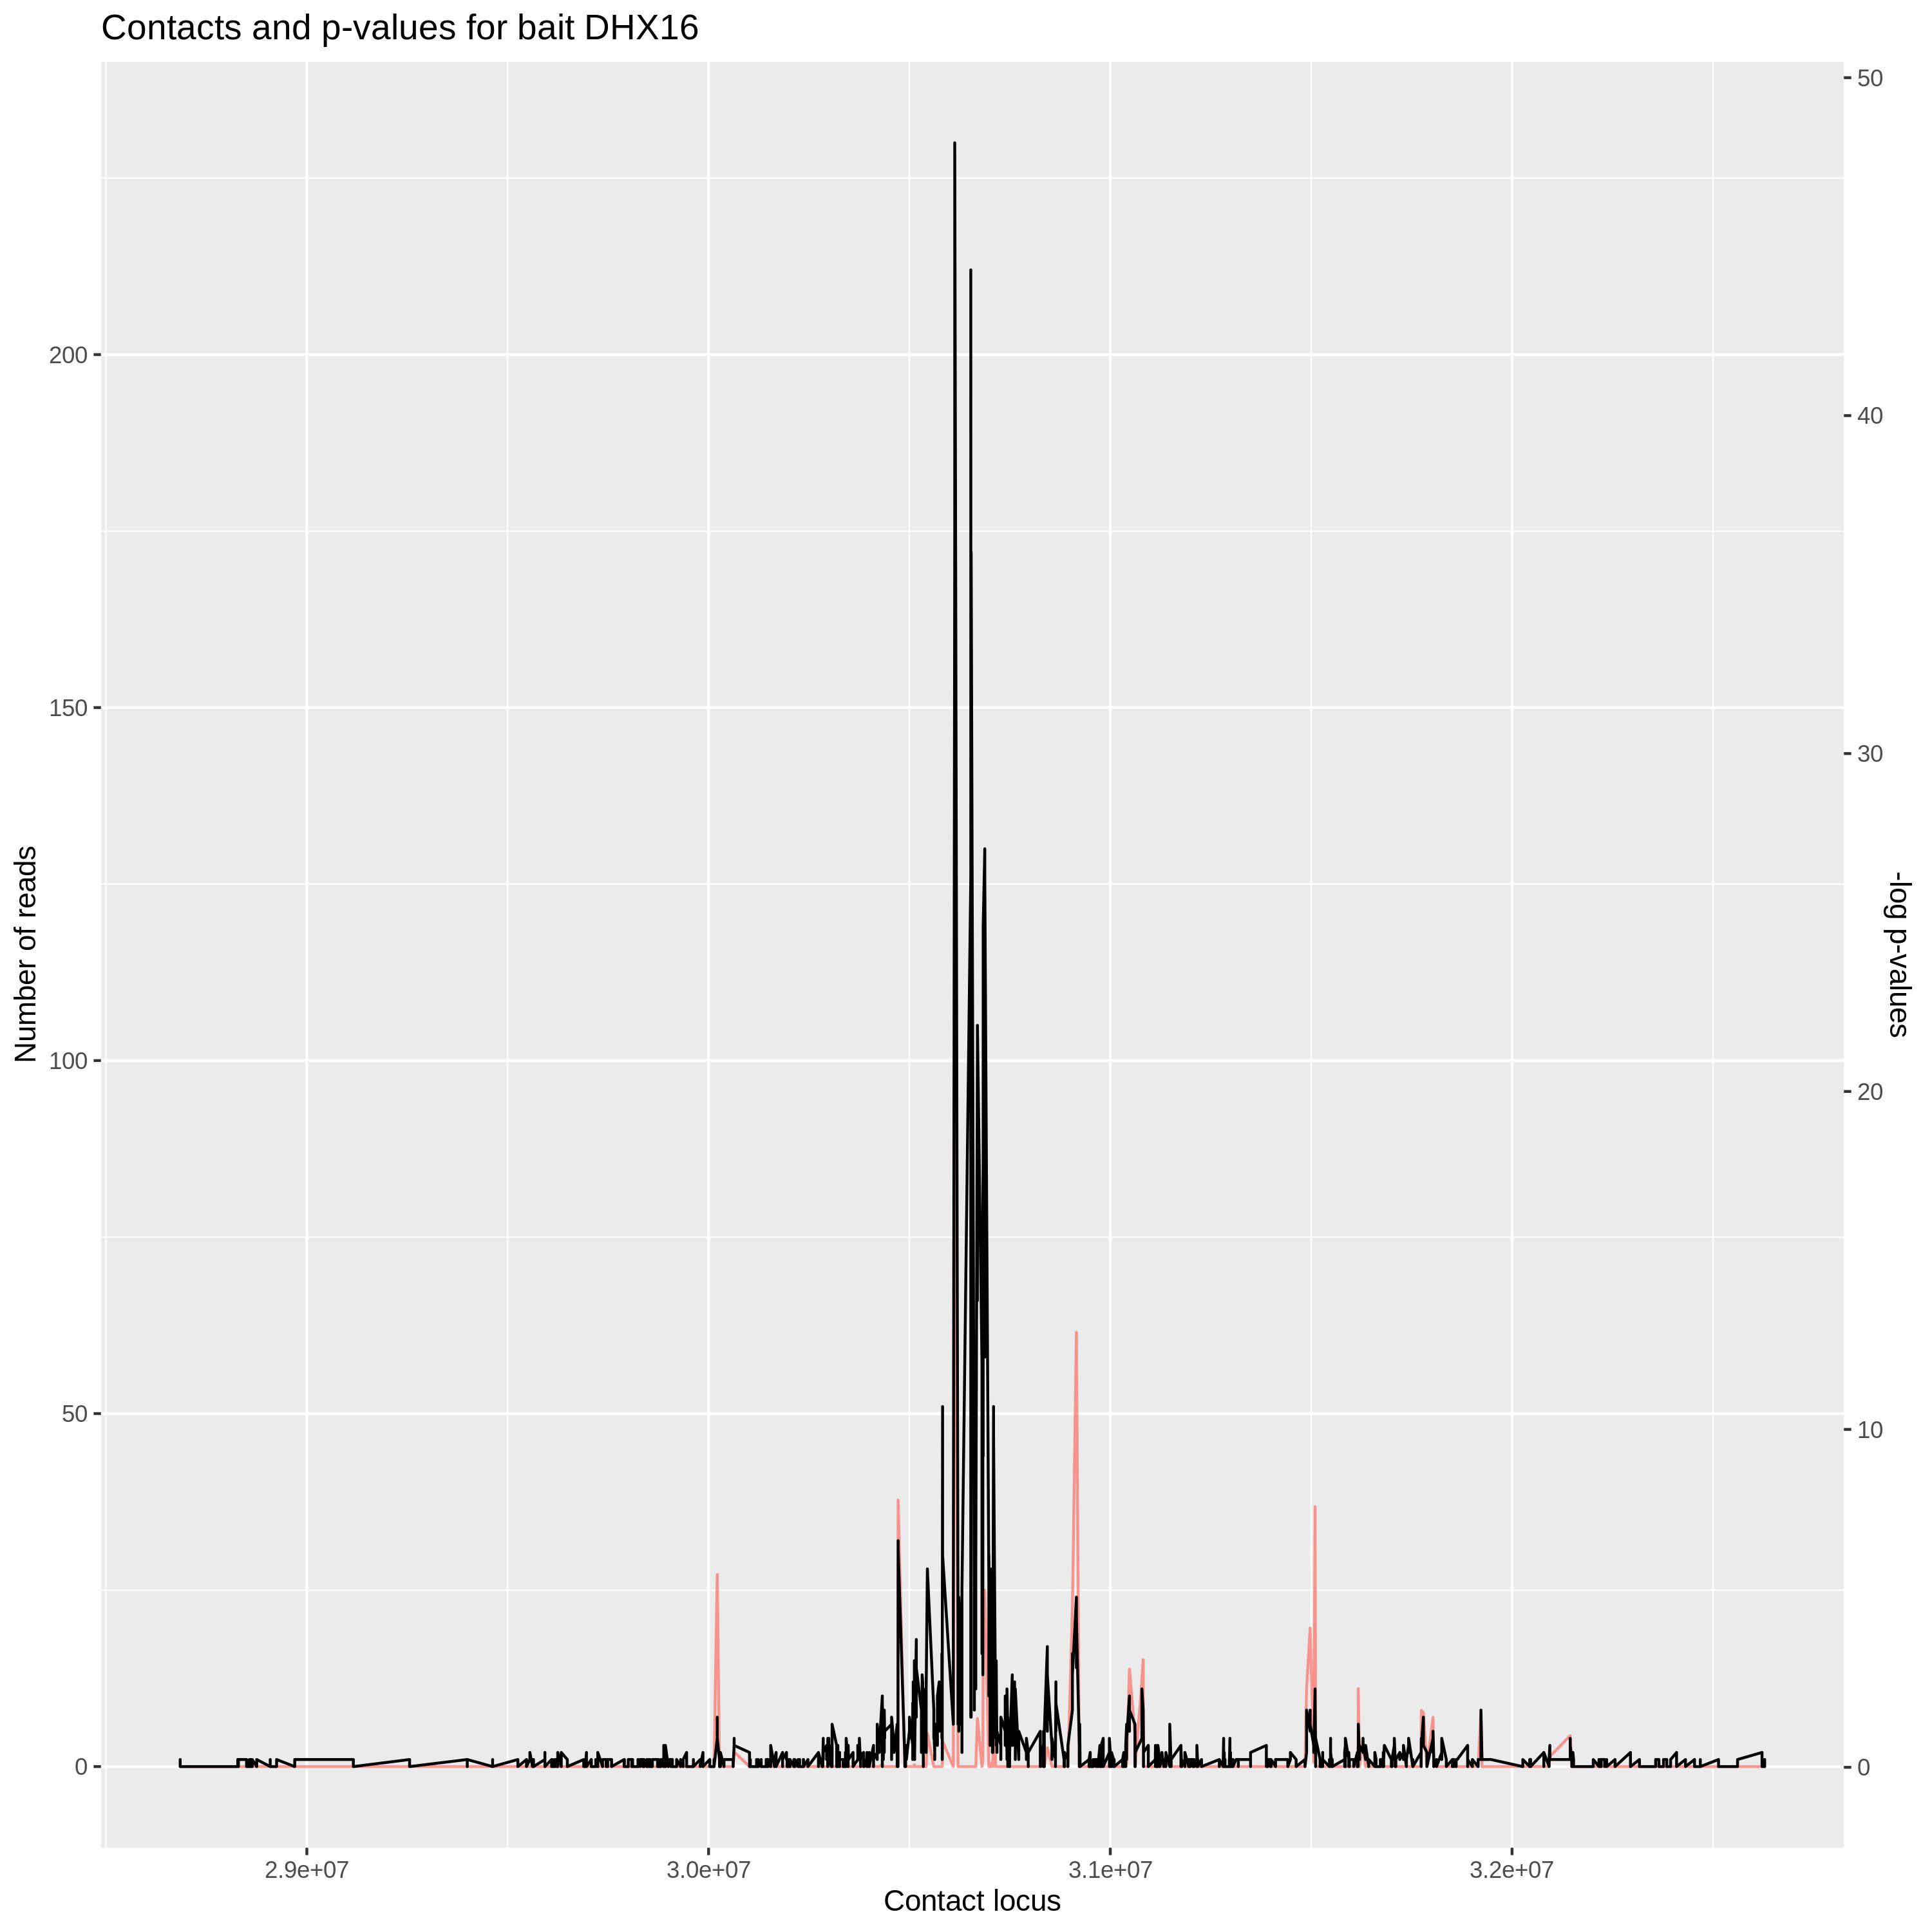 Contacts and p-values for bait DHX16
50
40
30
20
10
0
200
150
100
50
0
Number of reads
-log p-values
2.9e+07 3.0e+07 3.1e+07 3.2e+07
Contact locus